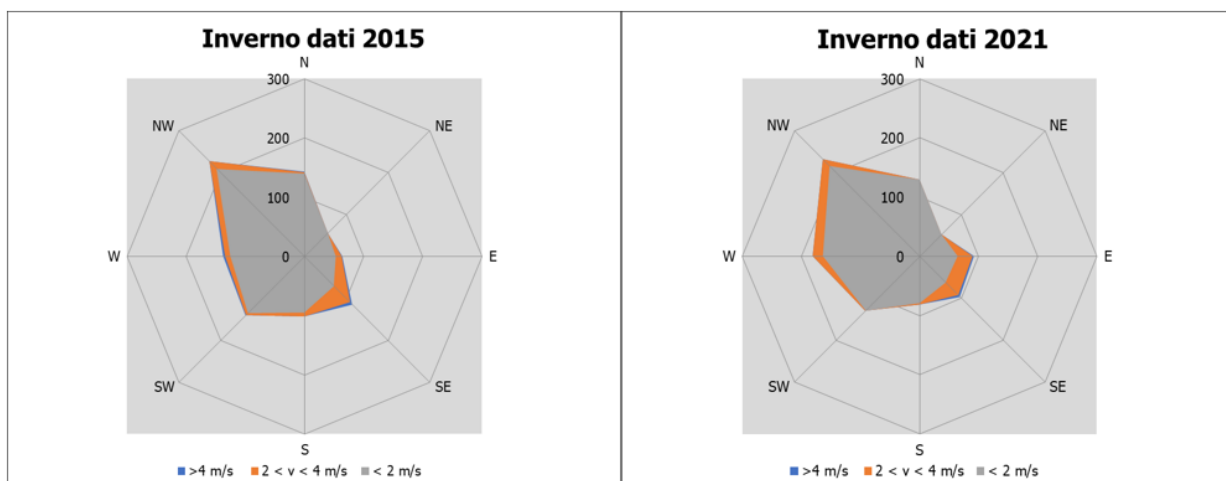 Inverno dati 2015
N
300
NW
NE
200
100
W
0
E
SW
SE
S
>4 m/s 2 < v < 4 m/s < 2 m/s
Inverno dati 2021
N
300
NW
NE
200
100
W
0
E
SW
SE
S
>4 m/s 2 < v < 4 m/s < 2 m/s